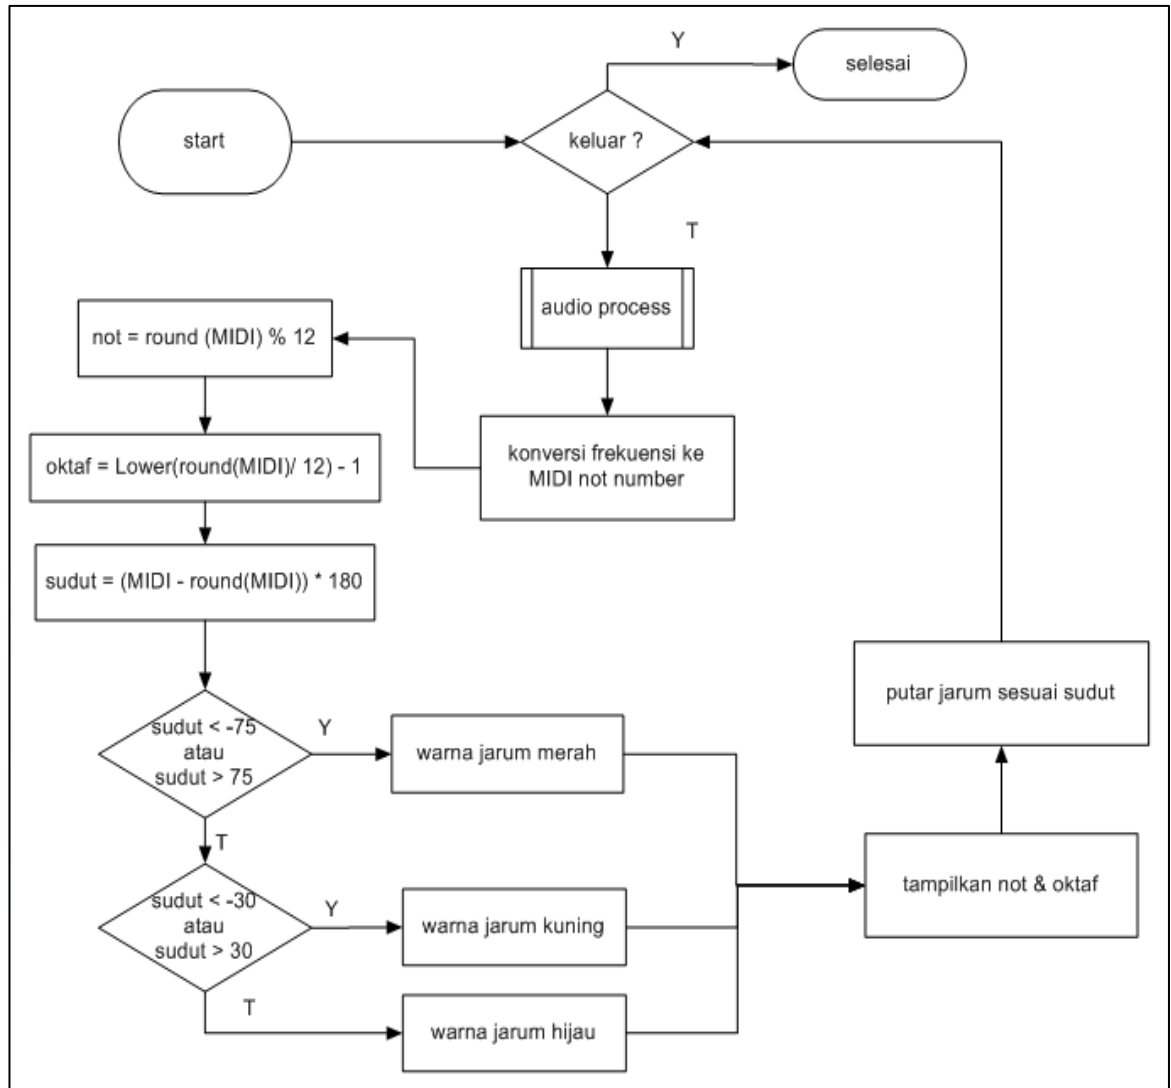 Y
selesai
start
keluar ?
T
audio process
not = round (MIDI) % 12
konversi frekuensi ke
MIDI not number
oktaf = Lower(round(MIDI)/ 12) - 1
sudut = (MIDI - round(MIDI)) * 180
putar jarum sesuai sudut
sudut < -75
atau
sudut > 75
Y
warna jarum merah
T
tampilkan not & oktaf
sudut < -30
atau
sudut > 30
Y
warna jarum kuning
T
warna jarum hijau